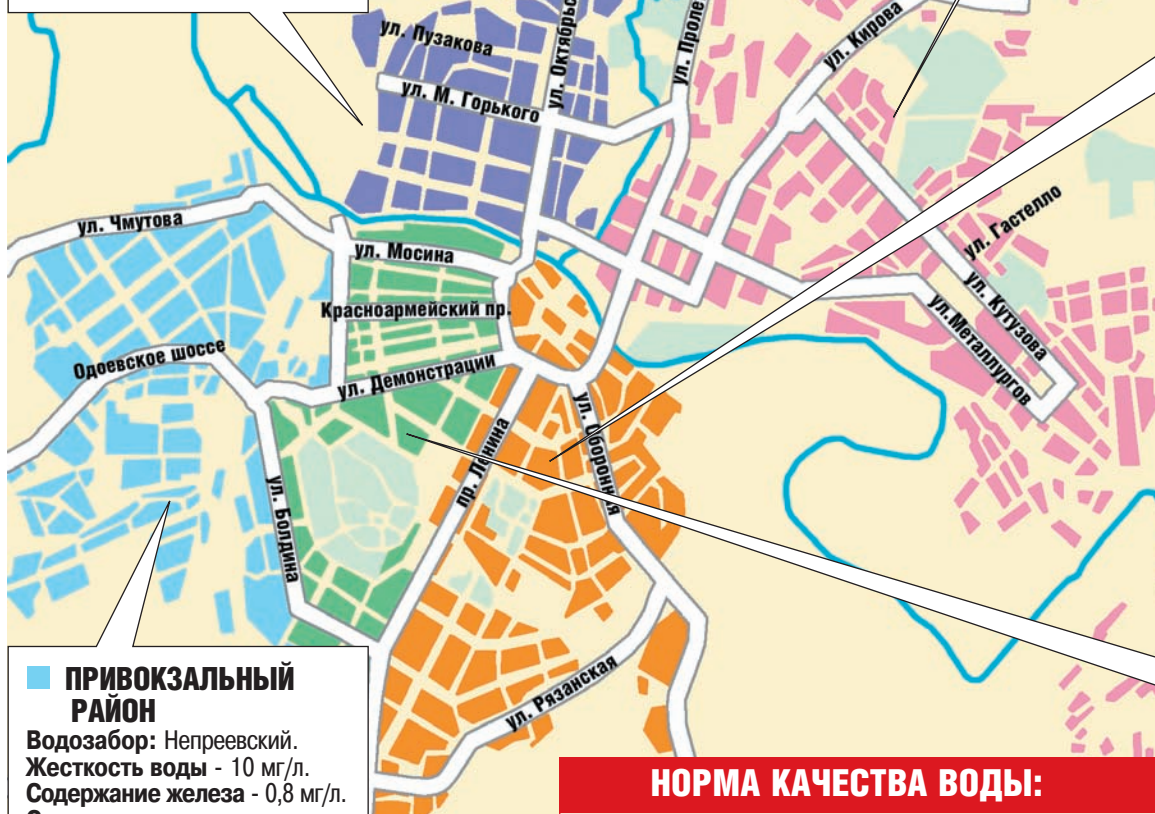 ул. Пузакова
ул. Октябрьс
ул. Проле
ул. Кирова
ул. М. Горького
ул. Чмутова
ул. Мосина
ул. Гастелло
Красноармейский пр.
ул. Кутузова
ул.Металлургов
Одоевское шоссе
ул. Демонстрации
пр. Ленина
ул. Оборонная
ул. Болдина
ул. Рязанская
ПРИВОКЗАЛЬНЫЙ
РАЙОН
Водозабор: Непреевский.
Жесткость воды - 10 мг/л.
Содержание железа - 0,8 мг/л.
НОРМА КАЧЕСТВА ВОДЫ: